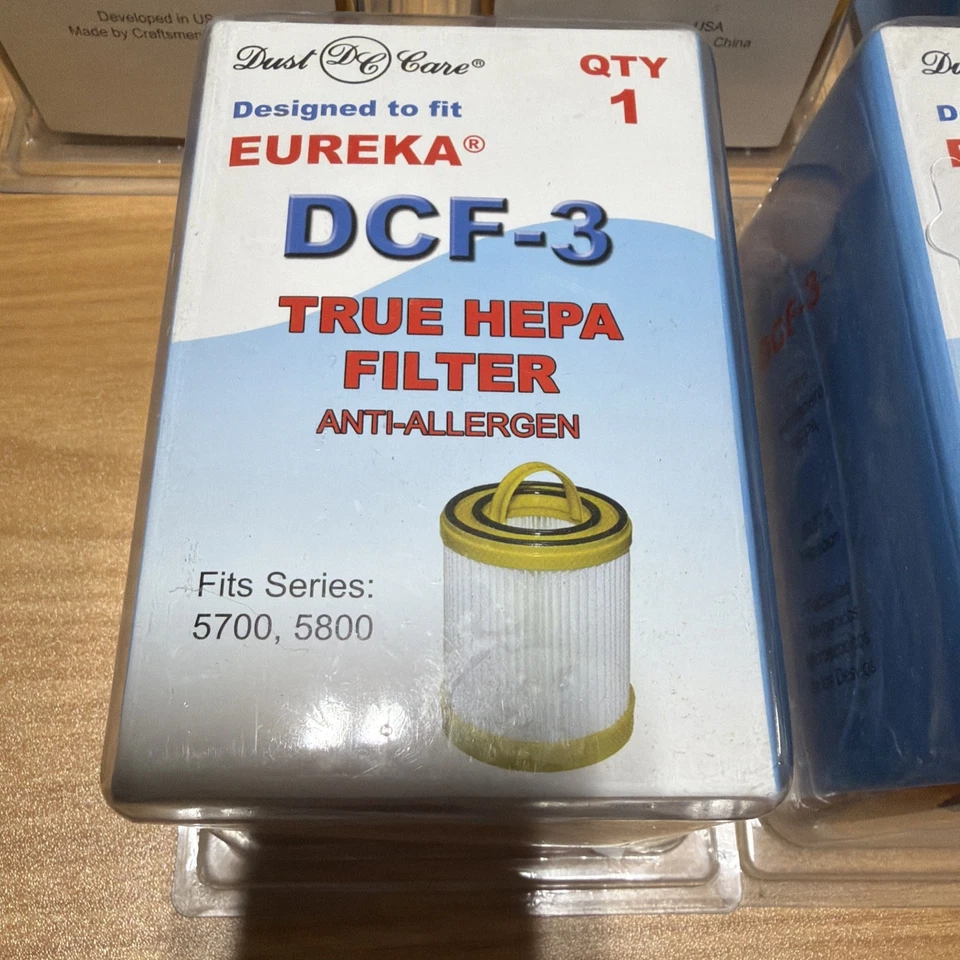 Developed in US
Made by Craftsmen
USA
China
Dust DC Care®
QTY
1
Designed to fit
EUREKA®
DCF-3
TRUE HEPA
FILTER
ANTI-ALLERGEN
Fits Series:
5700, 5800
DCF-3